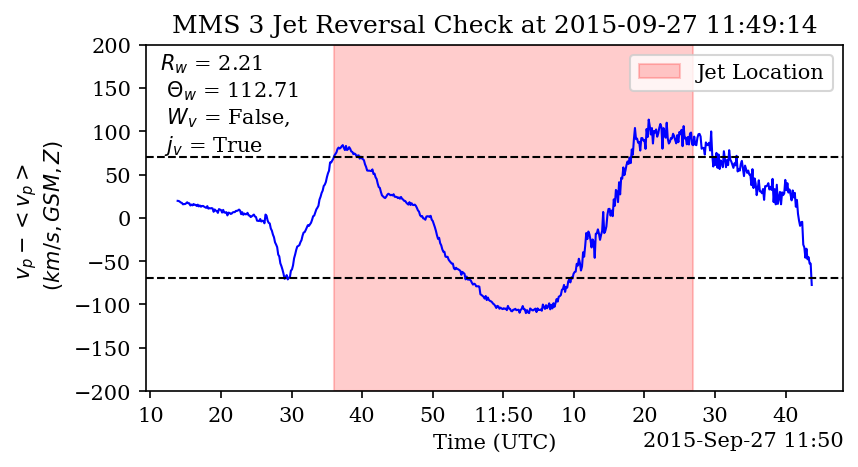 MMS 3 Jet Reversal Check at 2015-09-27 11:49:14
R_w = 2.21
Θ_w = 112.71
W_v = False,
j_v = True
Jet Location
v_p − < v_p >
(km/s, GSM, Z)
200
150
100
50
0
−50
−100
−150
−200
10 20 30 40 50 11:50 10 20 30 40
Time (UTC)
2015-Sep-27 11:50